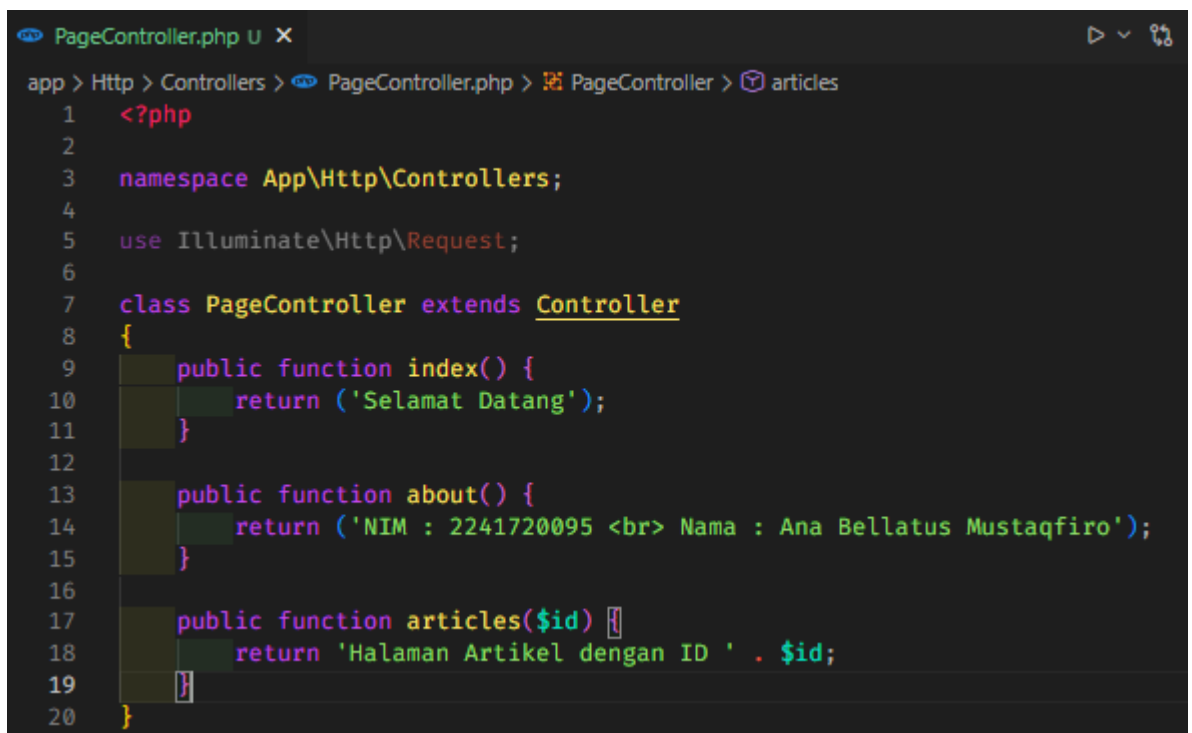 PageController.php U X
app > Http > Controllers > PageController.php > PageController > articles
1 <?php
2
3 namespace App\Http\Controllers;
4
5 use Illuminate\Http\Request;
6
7 class PageController extends Controller
8 {
9     public function index() {
10         return ('Selamat Datang');
11     }
12
13     public function about() {
14         return ('NIM : 2241720095 <br> Nama : Ana Bellatus Mustaqfiro');
15     }
16
17     public function articles($id) {
18         return 'Halaman Artikel dengan ID ' . $id;
19     }
20 }